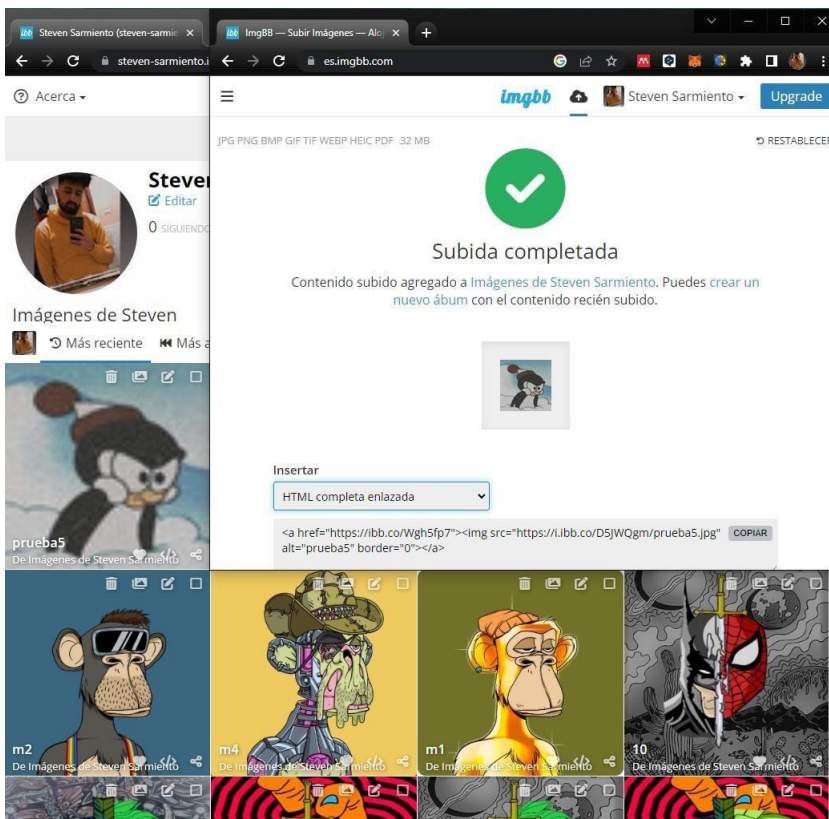 Steven Sarmiento (steven-sarmie
ImgBB — Subir Imágenes — Aloj
steven-sarmiento.i
es.imgbb.com
Acerca
imgbb
Steven Sarmiento
Upgrade
JPG PNG BMP GIF TIF WEBP HEIC PDF 32 MB
RESTABLECER
Steven
Editar
0 SIGUIENDO
Subida completada
Contenido subido agregado a Imágenes de Steven Sarmiento. Puedes crear un
nuevo ábum con el contenido recién subido.
Imágenes de Steven
Más reciente
Más a
Insertar
HTML completa enlazada
<a href="https://ibb.co/Wgh5fp7"><img src="https://i.ibb.co/D5JWQgm/prueba5.jpg"
alt="prueba5" border="0"></a>
COPIAR
prueba5
De Imágenes de Steven Sarmiento
m2
De Imágenes de Steven Sarmiento
m4
De Imágenes de Steven Sarmiento
m1
De Imágenes de Steven Sarmiento
10
De Imágenes de Steven Sarmiento